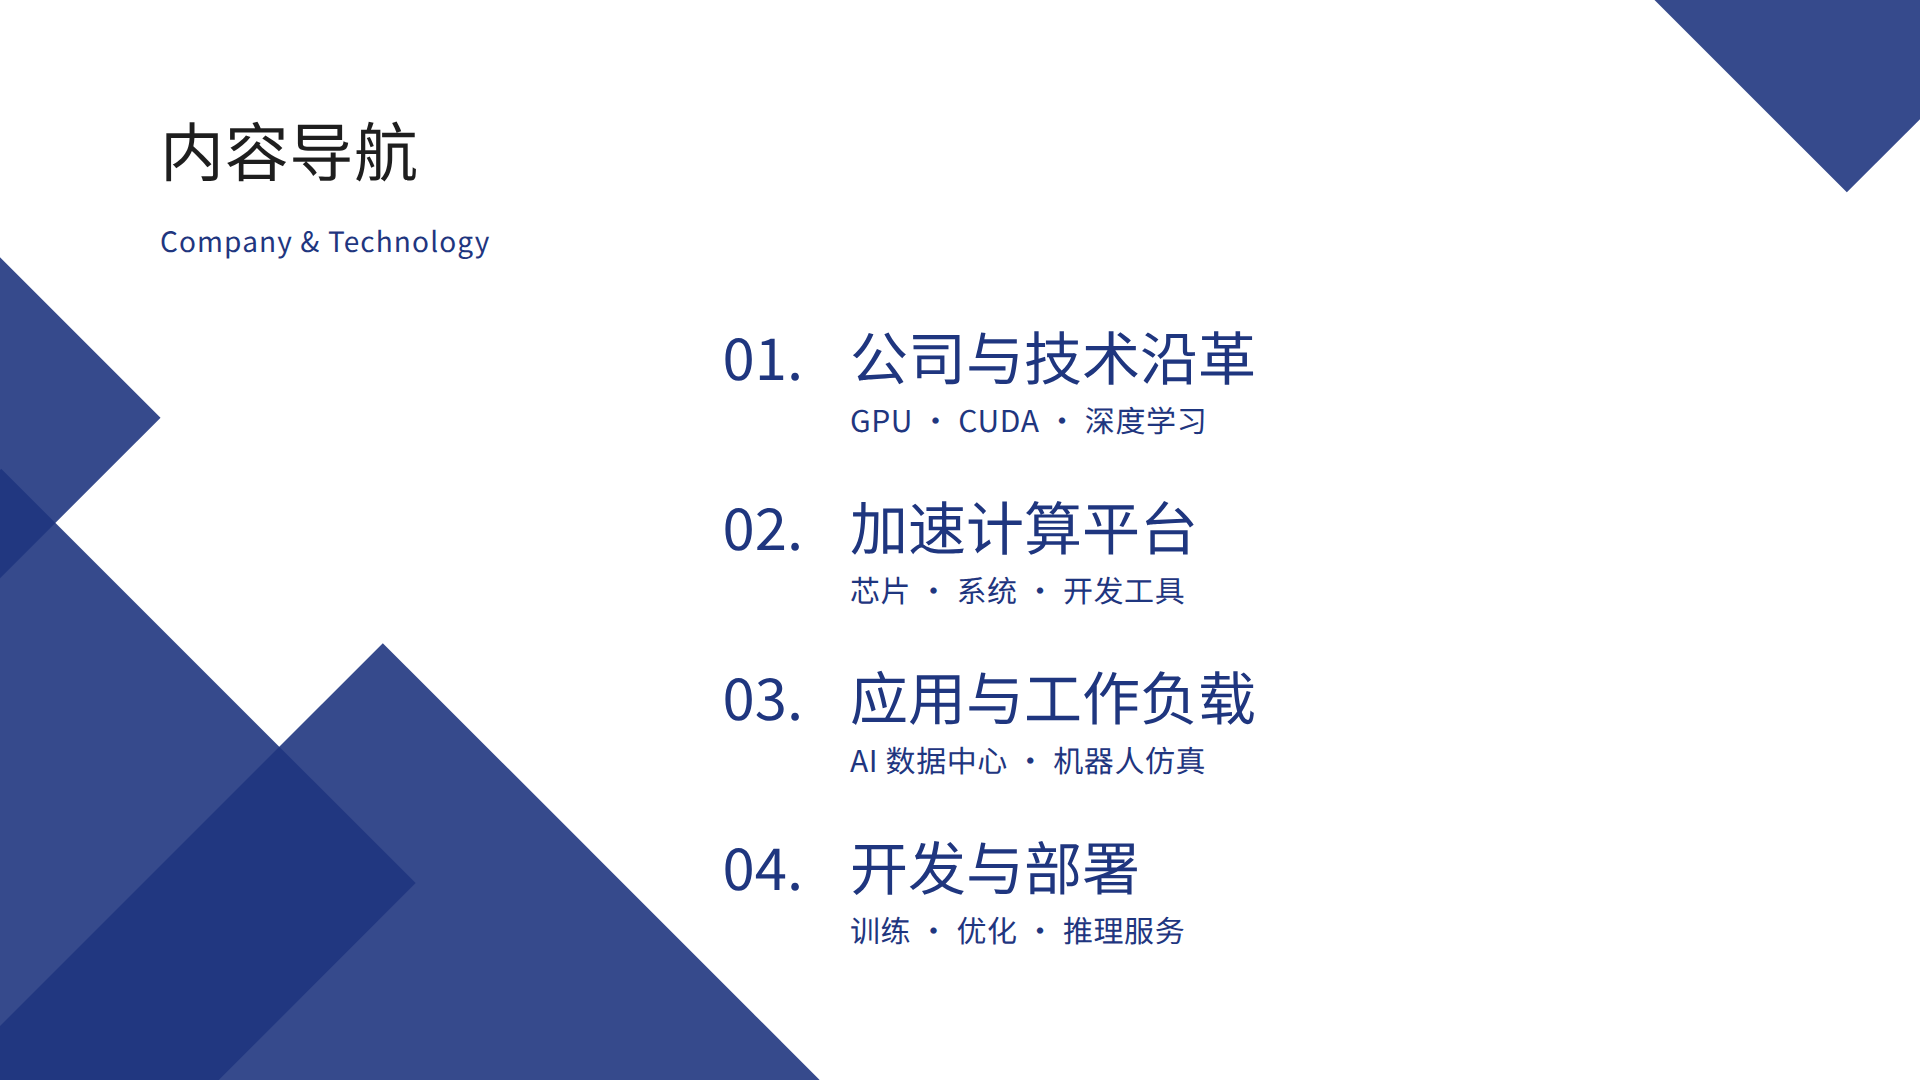 内容导航
Company & Technology
01. 公司与技术沿革
GPU · CUDA · 深度学习
02. 加速计算平台
芯片 · 系统 · 开发工具
03. 应用与工作负载
AI 数据中心 · 机器人仿真
04. 开发与部署
训练 · 优化 · 推理服务